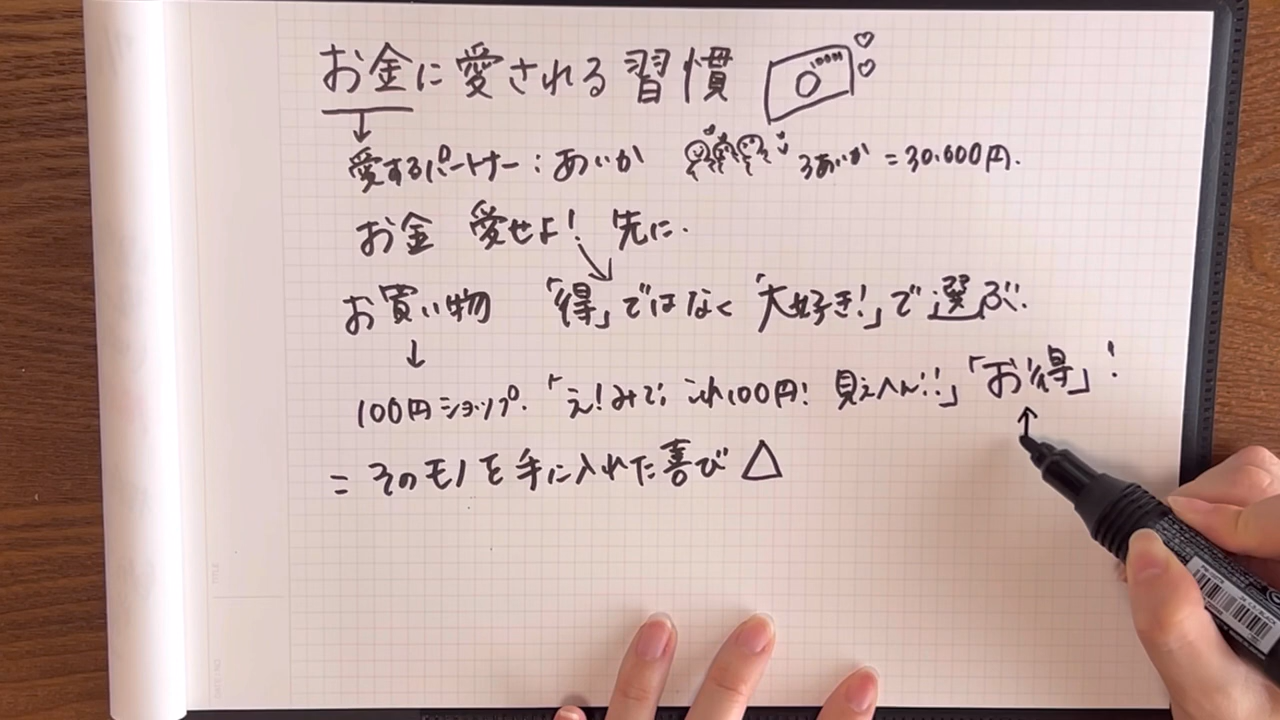 お金に愛される習慣
愛するパートナー：あいか 3あいか=30.000円.
お金 愛せよ! 先に.
お買い物 「得」ではなく「大好き!」で選ぶ.
100円ショップ.「え!みて; これ100円! 見えへん!!」「お得」!
=そのモノを手に入れた喜び △